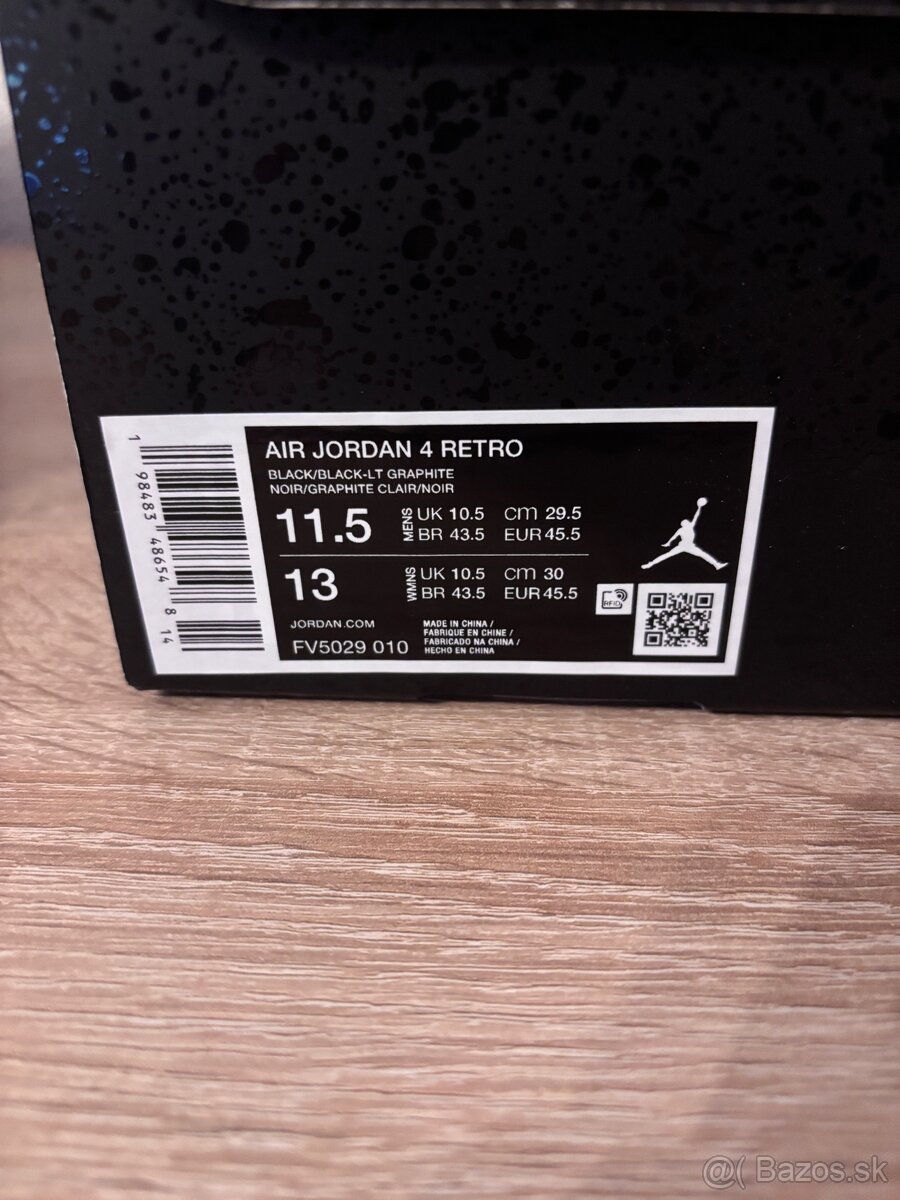 AIR JORDAN 4 RETRO
BLACK/BLACK-LT GRAPHITE
NOIR/GRAPHITE CLAIR/NOIR
11.5 MENS UK 10.5 CM 29.5
BR 43.5 EUR 45.5
13 WMNS UK 10.5 CM 30
BR 43.5 EUR 45.5
RFID
JORDAN.COM
FV5029 010
MADE IN CHINA /
FABRIQUE EN CHINE /
FABRICADO NA CHINA /
HECHO EN CHINA
1 98483 48654 8 14
@( Bazos.sk